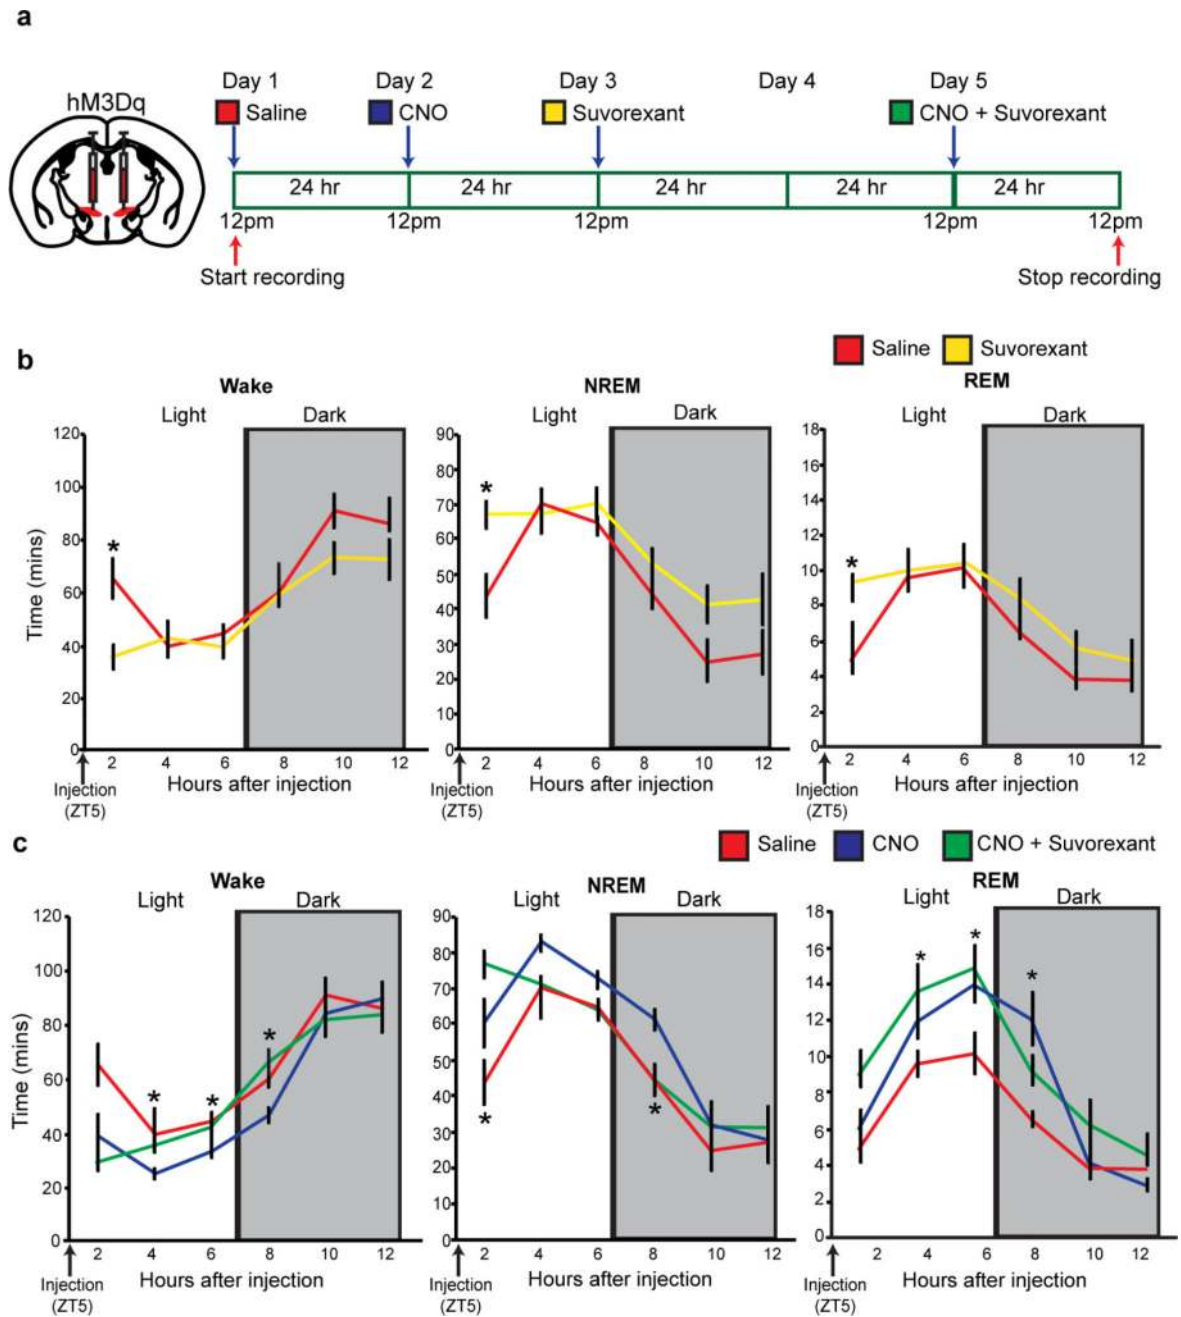 a
Day 1 Day 2 Day 3 Day 4 Day 5
hM3Dq
Saline CNO Suvorexant CNO + Suvorexant
24 hr 24 hr 24 hr 24 hr 24 hr
12pm 12pm 12pm 12pm 12pm
Start recording Stop recording
b
Saline Suvorexant
Wake NREM REM
Light Dark Light Dark Light Dark
Time (mins)
120
100
80
60
40
20
0
90
80
70
60
50
40
30
20
10
0
18
16
14
12
10
8
6
4
2
0
* * *
2 4 6 8 10 12 2 4 6 8 10 12 2 4 6 8 10 12
Hours after injection Hours after injection Hours after injection
Injection Injection Injection
(ZT5) (ZT5) (ZT5)
c
Saline CNO CNO + Suvorexant
Wake NREM REM
Light Dark Light Dark Light Dark
Time (mins)
120
100
80
60
40
20
0
90
80
70
60
50
40
30
20
10
0
18
16
14
12
10
8
6
4
2
0
* * * * * * * *
2 4 6 8 10 12 2 4 6 8 10 12 2 4 6 8 10 12
Hours after injection Hours after injection Hours after injection
Injection Injection Injection
(ZT5) (ZT5) (ZT5)